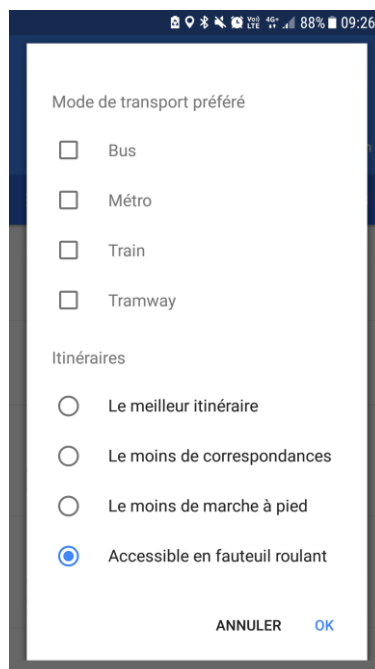 88% 09:26
Mode de transport préféré
Bus
Métro
Train
Tramway
Itinéraires
Le meilleur itinéraire
Le moins de correspondances
Le moins de marche à pied
Accessible en fauteuil roulant
ANNULER OK